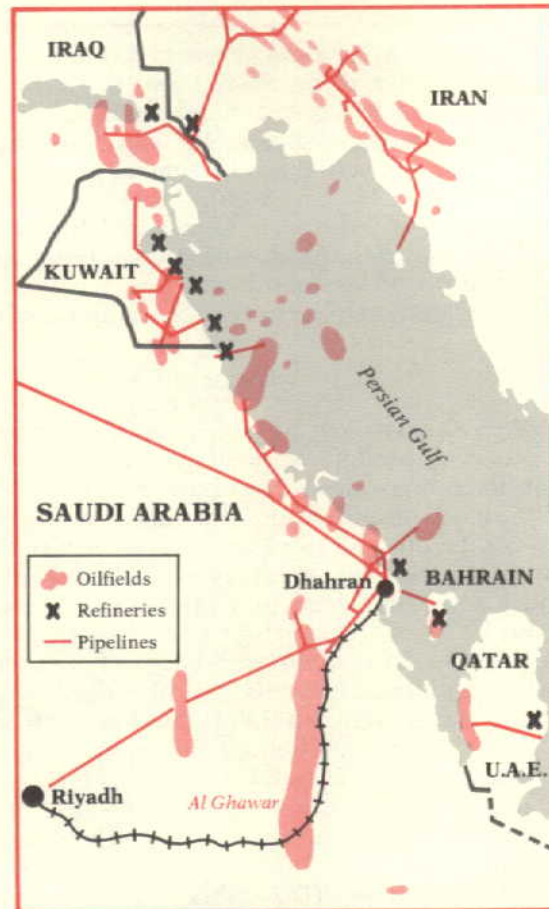 IRAQ
IRAN
KUWAIT
Persian Gulf
SAUDI ARABIA
Oilfields
Refineries
Pipelines
Dhahran
BAHRAIN
QATAR
U.A.E.
Riyadh
Al Ghawar